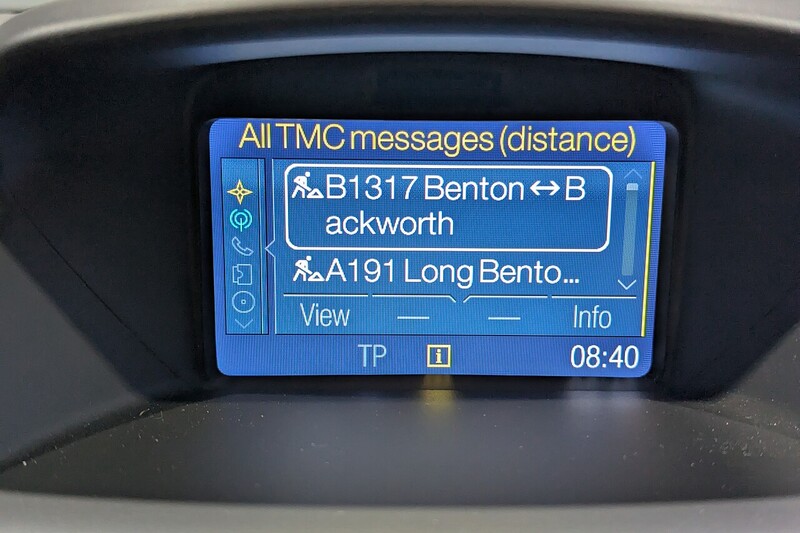 All TMC messages (distance)
B1317 Benton ↔ B
ackworth
A191 Long Bento...
View — — Info
TP i 08:40